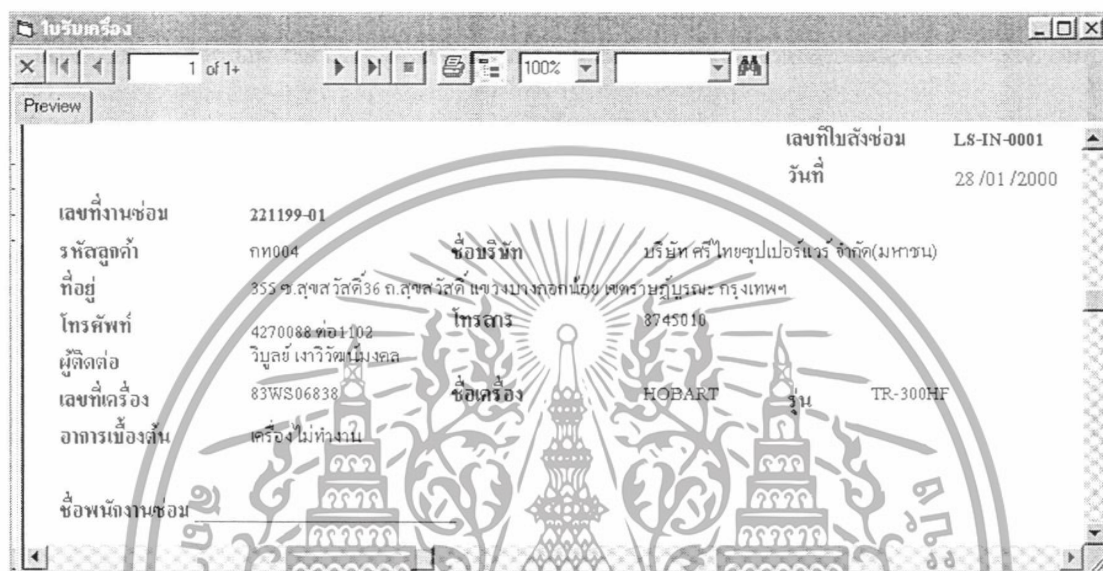 ใบรับเครื่อง
1 of 1+ 100%
Preview
เลขที่ใบสั่งซ่อม LS-IN-0001
วันที่ 28/01/2000
เลขที่งานซ่อม 221199-01
รหัสลูกค้า กท004 ชื่อบริษัท บริษัท ศรีไทยซุปเปอร์แวร์ จำกัด(มหาชน)
ที่อยู่ 355 ซ.สุขสวัสดิ์36 ถ.สุขสวัสดิ์ แขวงบางกอกน้อย เขตราษฎร์บูรณะ กรุงเทพฯ
โทรศัพท์ 4270088 ต่อ1102 โทรสาร 8745010
ผู้ติดต่อ วิบูลย์ เงาวิวัฒน์มงคล
เลขที่เครื่อง 83WS06838 ชื่อเครื่อง HOBART รุ่น TR-300HF
อาการเบื้องต้น เครื่องไม่ทำงาน
ชื่อพนักงานซ่อม